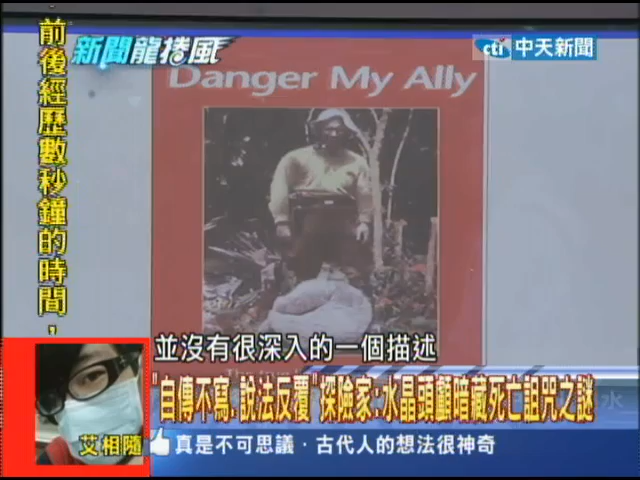 前後經歷數秒鐘的時間，
新聞龍捲風
cti 中天新聞
Danger My Ally
並沒有很深入的一個描述
"自傳不寫.說法反覆"探險家:水晶頭顱暗藏死亡詛咒之謎
艾相隨
真是不可思議．古代人的想法很神奇